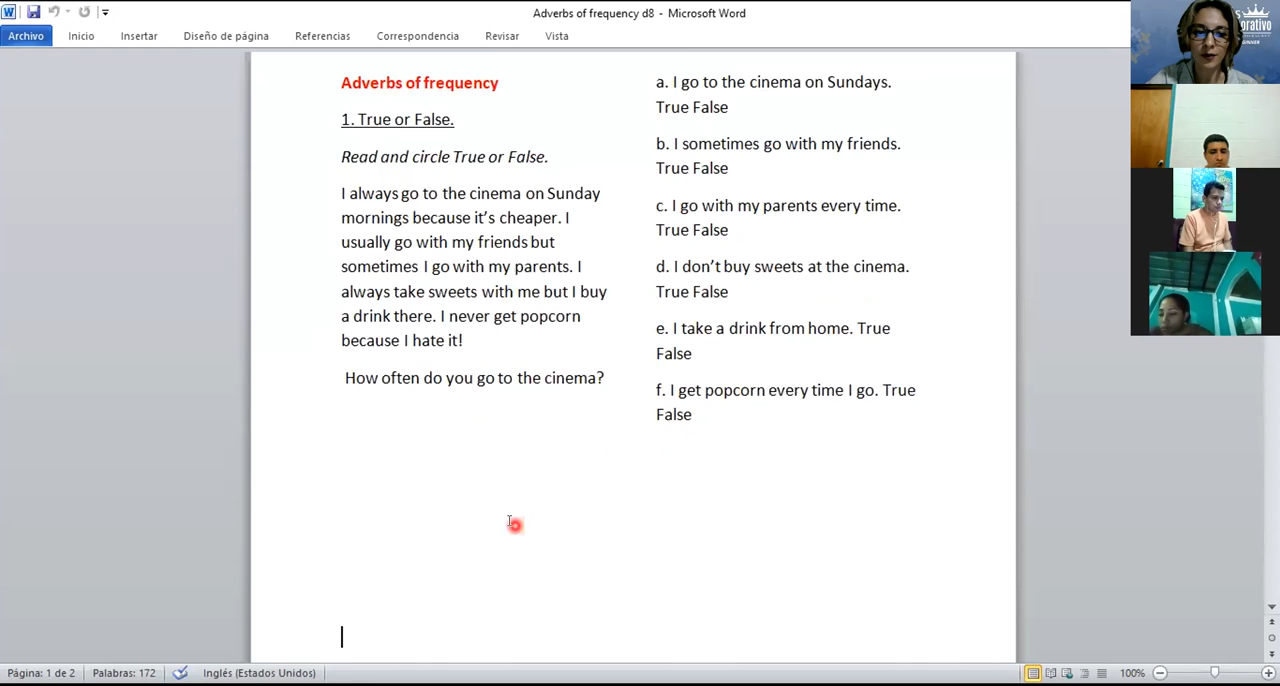 Adverbs of frequency d8 - Microsoft Word
Archivo Inicio Insertar Diseño de página Referencias Correspondencia Revisar Vista
Adverbs of frequency
1. True or False.
Read and circle True or False.
I always go to the cinema on Sunday
mornings because it's cheaper. I
usually go with my friends but
sometimes I go with my parents. I
always take sweets with me but I buy
a drink there. I never get popcorn
because I hate it!
How often do you go to the cinema?
a. I go to the cinema on Sundays.
True False
b. I sometimes go with my friends.
True False
c. I go with my parents every time.
True False
d. I don't buy sweets at the cinema.
True False
e. I take a drink from home. True
False
f. I get popcorn every time I go. True
False
Página: 1 de 2 Palabras: 172 Inglés (Estados Unidos) 100%